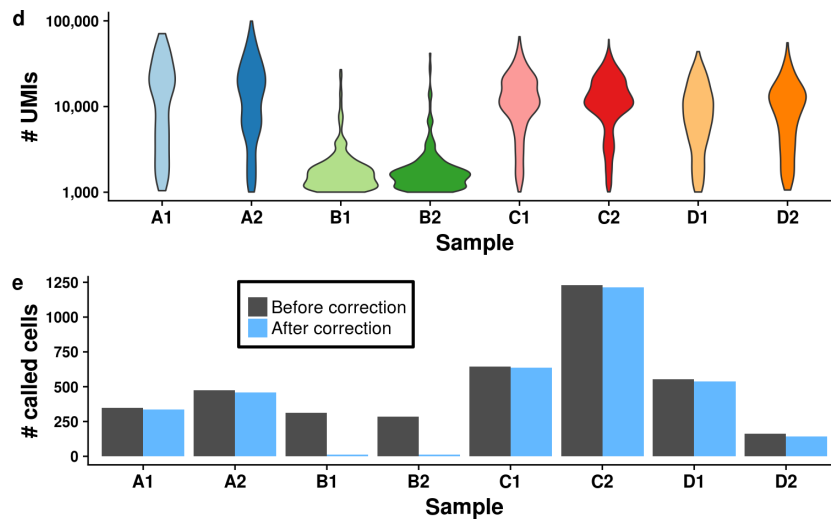 d
# UMIs
100,000
10,000
1,000
A1 A2 B1 B2 C1 C2 D1 D2
Sample
e
# called cells
1250
1000
750
500
250
0
Before correction
After correction
A1 A2 B1 B2 C1 C2 D1 D2
Sample